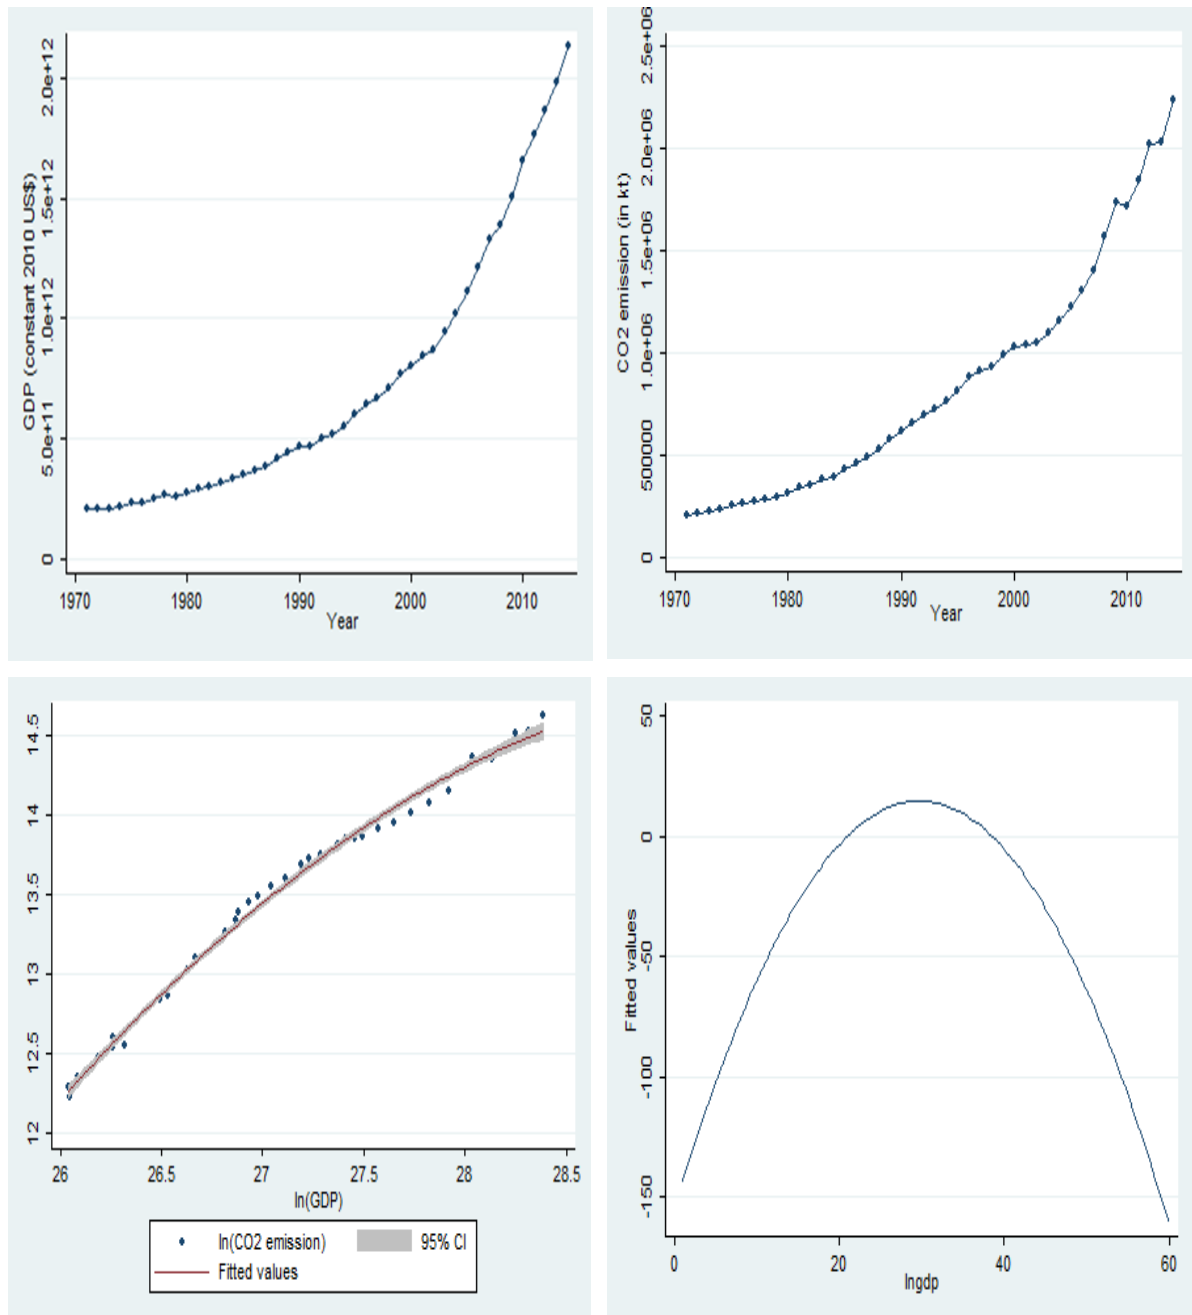 GDP (constant 2010 US$)
2.0e+12
1.5e+12
1.0e+12
5.0e+11
0
1970 1980 1990 2000 2010
Year
CO2 emission (in kt)
2.5e+06
2.0e+06
1.5e+06
1.0e+06
500000
0
1970 1980 1990 2000 2010
Year
14.5
14
13.5
13
12.5
12
26 26.5 27 27.5 28 28.5
ln(GDP)
ln(CO2 emission) 95% CI
Fitted values
Fitted values
50
0
-50
-100
-150
0 20 40 60
lngdp